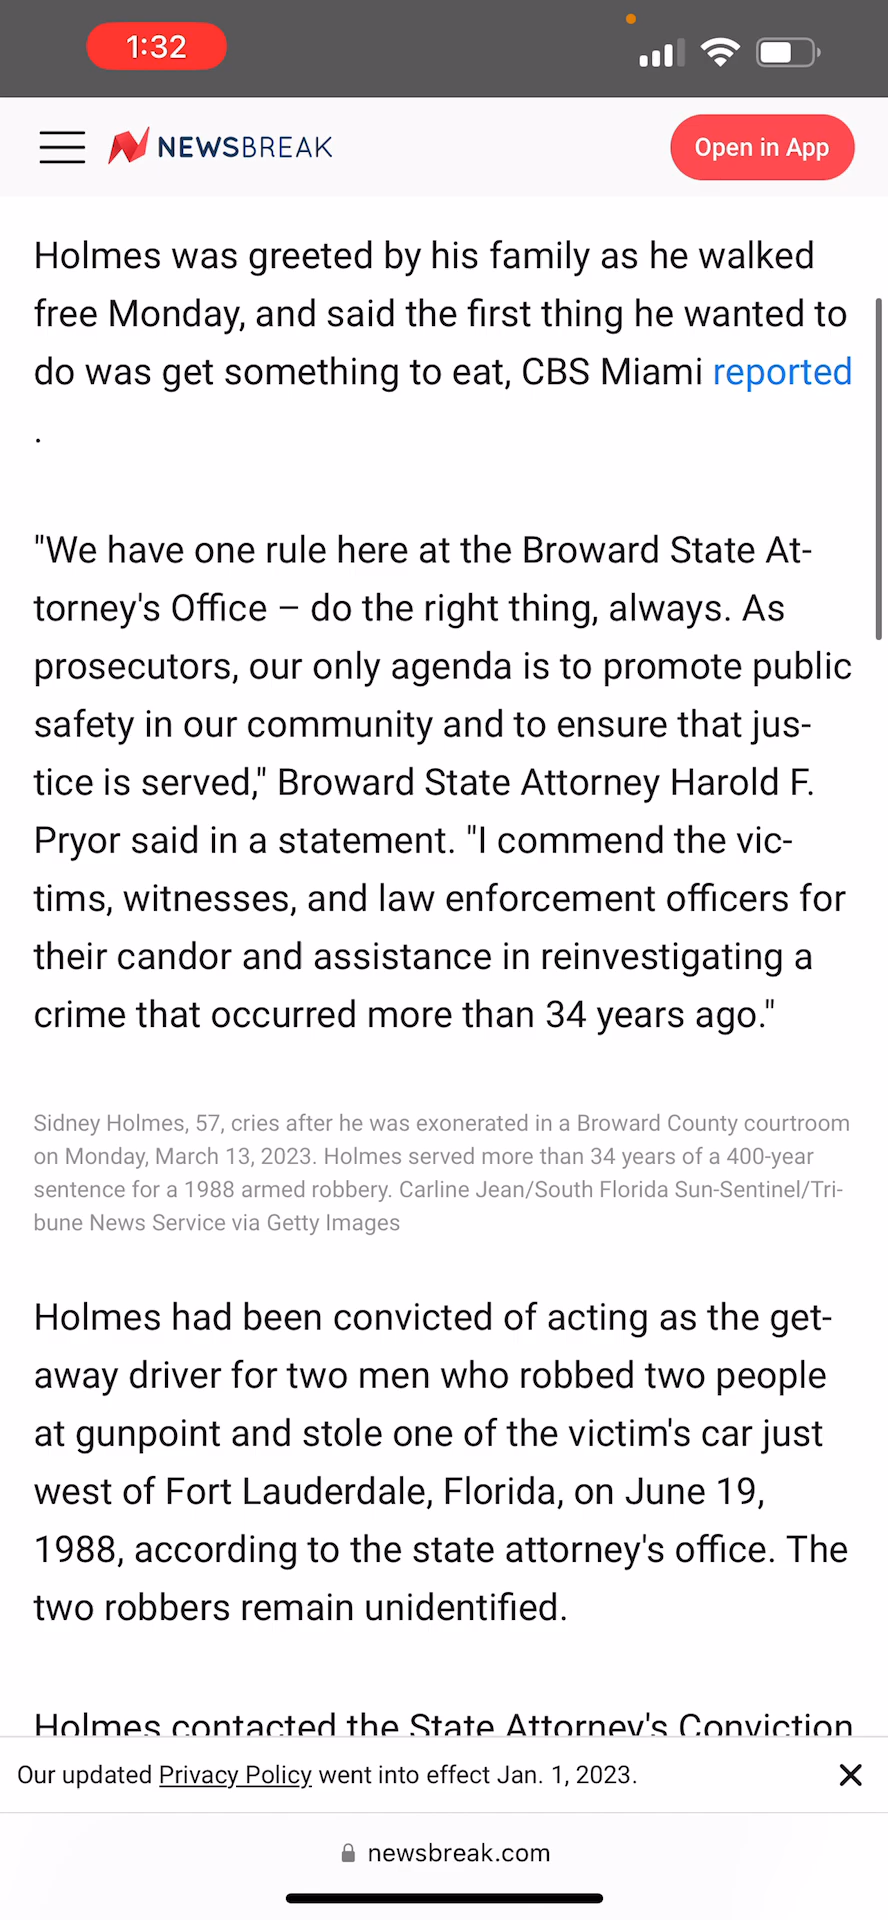 1:32
NEWSBREAK
Open in App
Holmes was greeted by his family as he walked
free Monday, and said the first thing he wanted to
do was get something to eat, CBS Miami reported
.
"We have one rule here at the Broward State At-
torney's Office – do the right thing, always. As
prosecutors, our only agenda is to promote public
safety in our community and to ensure that jus-
tice is served," Broward State Attorney Harold F.
Pryor said in a statement. "I commend the vic-
tims, witnesses, and law enforcement officers for
their candor and assistance in reinvestigating a
crime that occurred more than 34 years ago."
Sidney Holmes, 57, cries after he was exonerated in a Broward County courtroom
on Monday, March 13, 2023. Holmes served more than 34 years of a 400-year
sentence for a 1988 armed robbery. Carline Jean/South Florida Sun-Sentinel/Tri-
bune News Service via Getty Images
Holmes had been convicted of acting as the get-
away driver for two men who robbed two people
at gunpoint and stole one of the victim's car just
west of Fort Lauderdale, Florida, on June 19,
1988, according to the state attorney's office. The
two robbers remain unidentified.
Holmes contacted the State Attorney's Conviction
Our updated Privacy Policy went into effect Jan. 1, 2023.
newsbreak.com